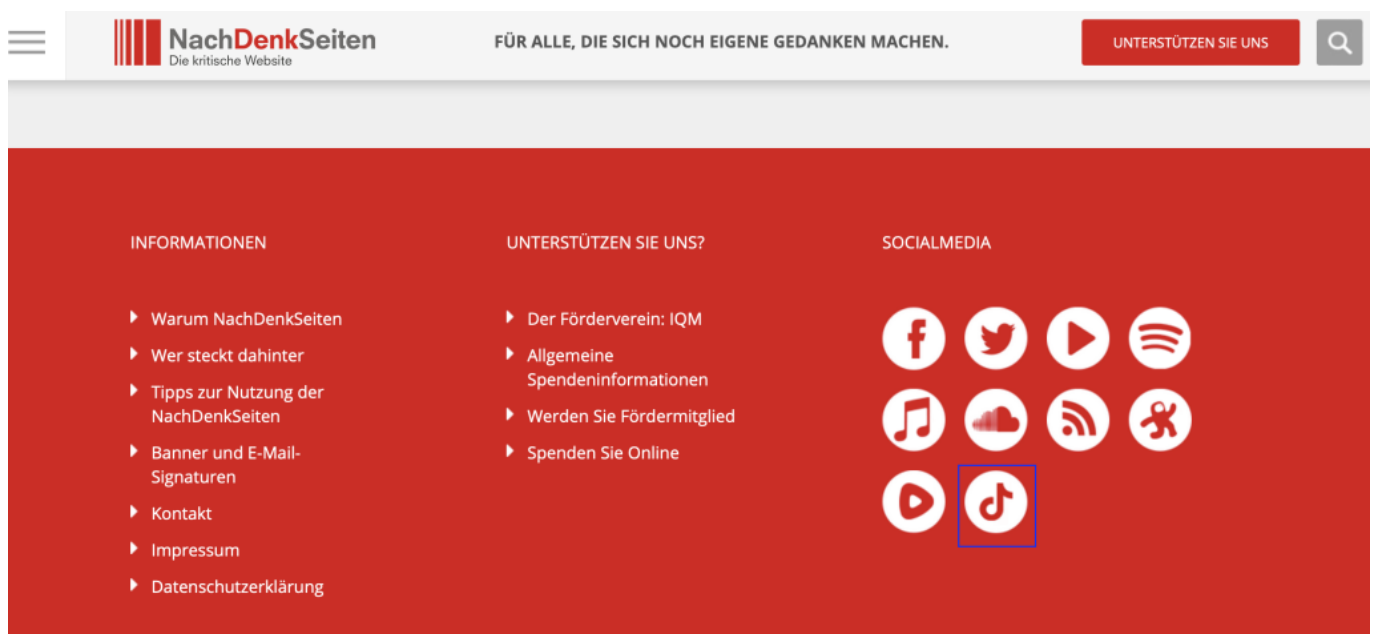 NachDenkSeiten
Die kritische Website
FÜR ALLE, DIE SICH NOCH EIGENE GEDANKEN MACHEN.
UNTERSTÜTZEN SIE UNS
INFORMATIONEN
Warum NachDenkSeiten
Wer steckt dahinter
Tipps zur Nutzung der
NachDenkSeiten
Banner und E-Mail-
Signaturen
Kontakt
Impressum
Datenschutzerklärung
UNTERSTÜTZEN SIE UNS?
Der Förderverein: IQM
Allgemeine
Spendeninformationen
Werden Sie Fördermitglied
Spenden Sie Online
SOCIALMEDIA